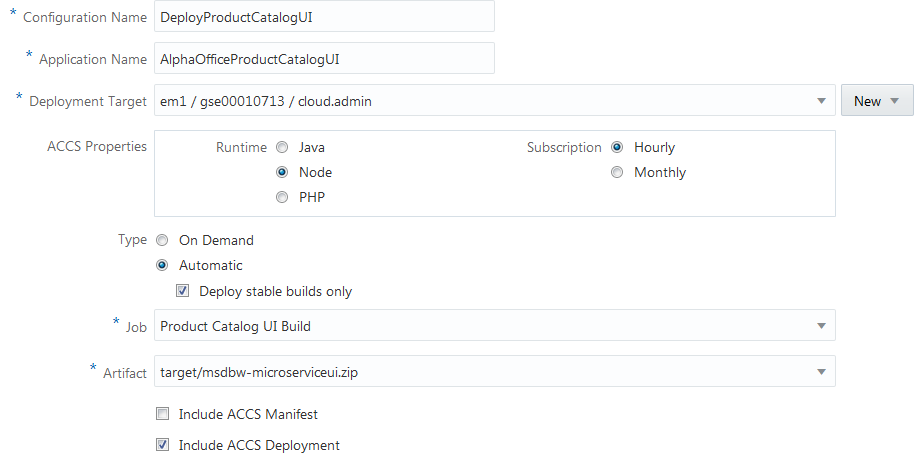 * Configuration Name DeployProductCatalogUI
* Application Name AlphaOfficeProductCatalogUI
* Deployment Target em1 / gse00010713 / cloud.admin New
ACCS Properties Runtime Java Subscription Hourly
Node Monthly
PHP
Type On Demand
Automatic
Deploy stable builds only
* Job Product Catalog UI Build
* Artifact target/msdbw-microserviceui.zip
Include ACCS Manifest
Include ACCS Deployment